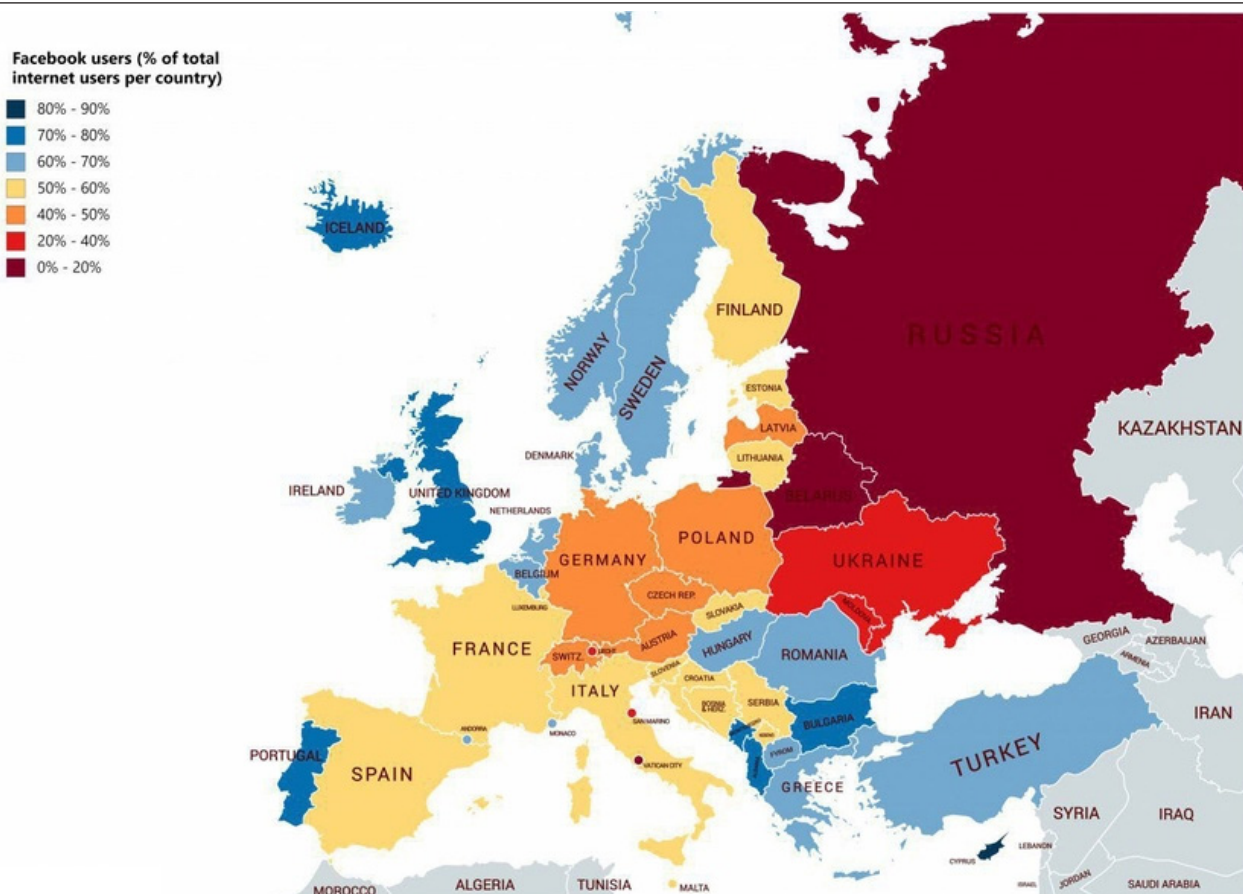 Facebook users (% of total
internet users per country)
80% - 90%
70% - 80%
60% - 70%
50% - 60%
40% - 50%
20% - 40%
0% - 20%
ICELAND
FINLAND
RUSSIA
NORWAY
SWEDEN
ESTONIA
KAZAKHSTAN
LATVIA
DENMARK
LITHUANIA
IRELAND
UNITED KINGDOM
BELARUS
NETHERLANDS
POLAND
GERMANY
UKRAINE
BELGIUM
CZECH REP.
LUXEMBURG
SLOVAKIA
MOLDOVA
GEORGIA
AZERBAIJAN
FRANCE
AUSTRIA
HUNGARY
SWITZ.
LIECHT.
ROMANIA
ARMENIA
SLOVENIA
CROATIA
ITALY
BOSNIA
& HERZ.
SERBIA
IRAN
SAN MARINO
BULGARIA
ANDORRA
MONACO
MONTENEGRO
KOSOVO
PORTUGAL
FYROM
TURKEY
VATICAN CITY
SPAIN
GREECE
SYRIA
IRAQ
LEBANON
CYPRUS
ISRAEL
JORDAN
SAUDI ARABIA
MOROCCO
ALGERIA
TUNISIA
MALTA